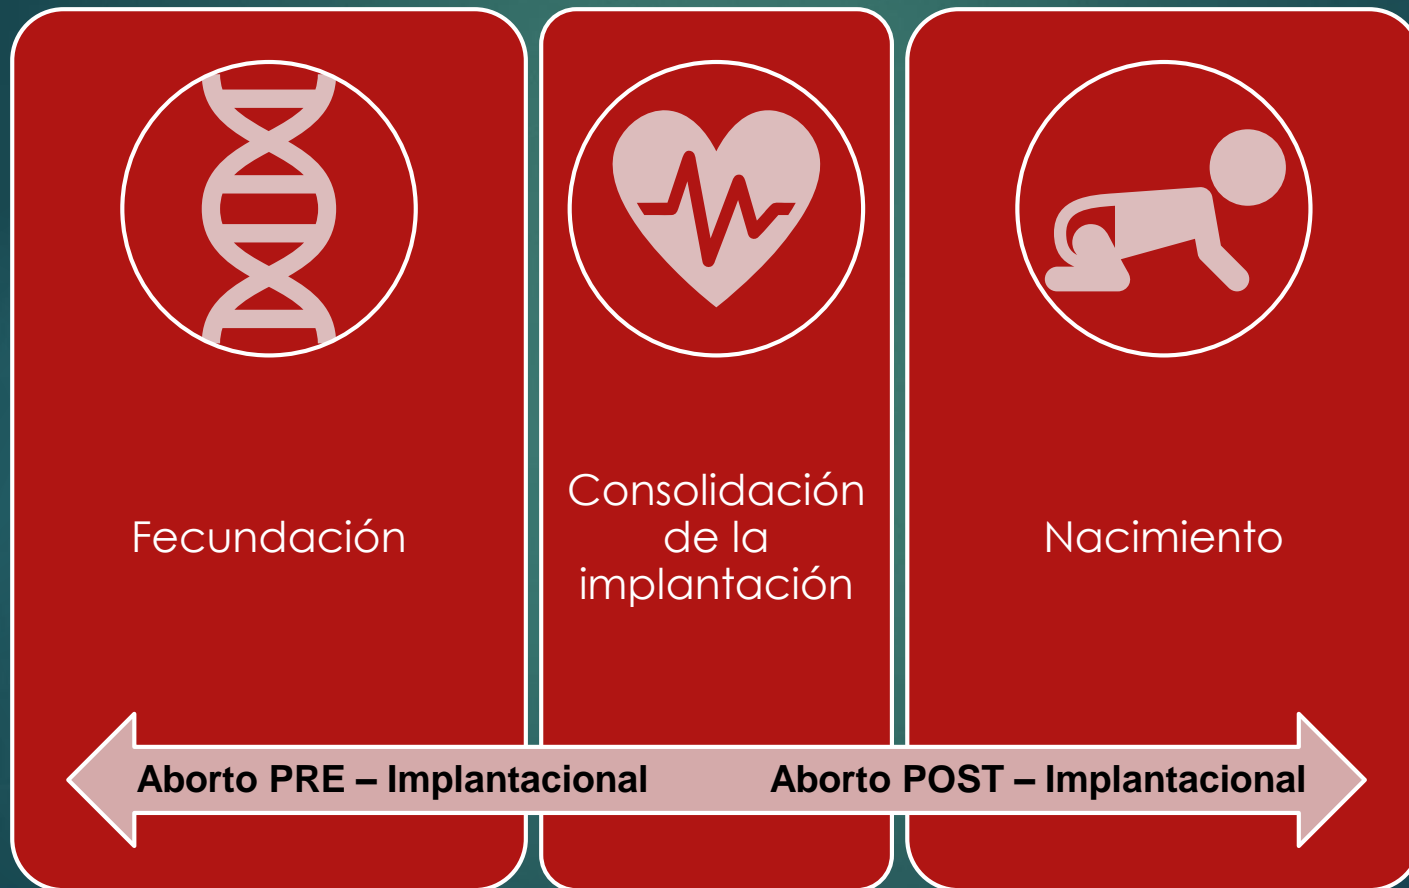 Fecundación
Consolidación
de la
implantación
Nacimiento
Aborto PRE – Implantacional
Aborto POST – Implantacional